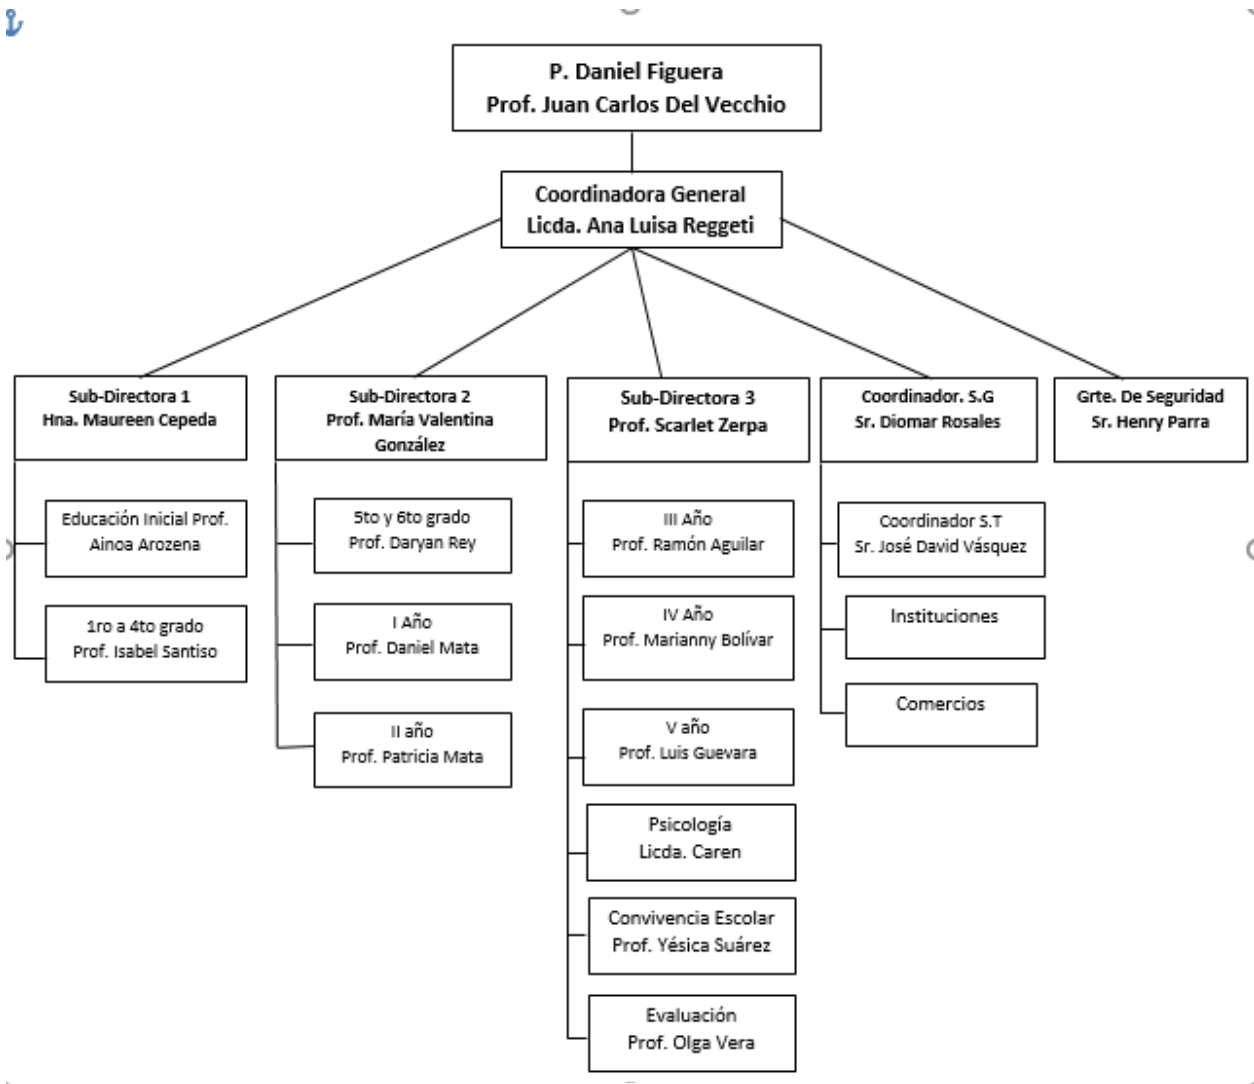 P. Daniel Figuera
Prof. Juan Carlos Del Vecchio
Coordinadora General
Licda. Ana Luisa Reggeti
Sub-Directora 1
Hna. Maureen Cepeda
Sub-Directora 2
Prof. María Valentina
González
Sub-Directora 3
Prof. Scarlet Zerpa
Coordinador. S.G
Sr. Diomar Rosales
Grte. De Seguridad
Sr. Henry Parra
Educación Inicial Prof.
Ainoa Arozena
1ro a 4to grado
Prof. Isabel Santiso
5to y 6to grado
Prof. Daryan Rey
I Año
Prof. Daniel Mata
II año
Prof. Patricia Mata
III Año
Prof. Ramón Aguilar
IV Año
Prof. Marianny Bolívar
V año
Prof. Luis Guevara
Psicología
Licda. Caren
Convivencia Escolar
Prof. Yésica Suárez
Evaluación
Prof. Olga Vera
Coordinador S.T
Sr. José David Vásquez
Instituciones
Comercios